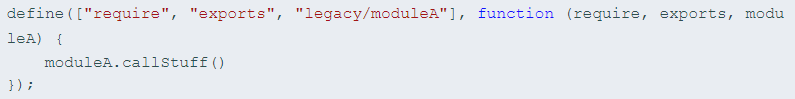 define(["require", "exports", "legacy/moduleA"], function (require, exports, modu
leA) {
    moduleA.callStuff()
});